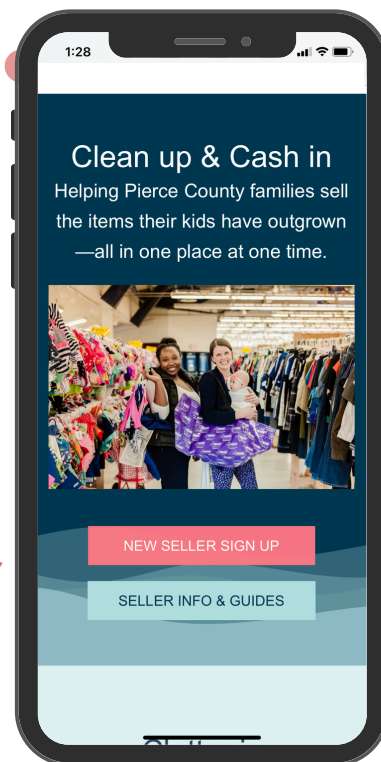 1:28
Clean up & Cash in
Helping Pierce County families sell
the items their kids have outgrown
—all in one place at one time.
NEW SELLER SIGN UP
SELLER INFO & GUIDES